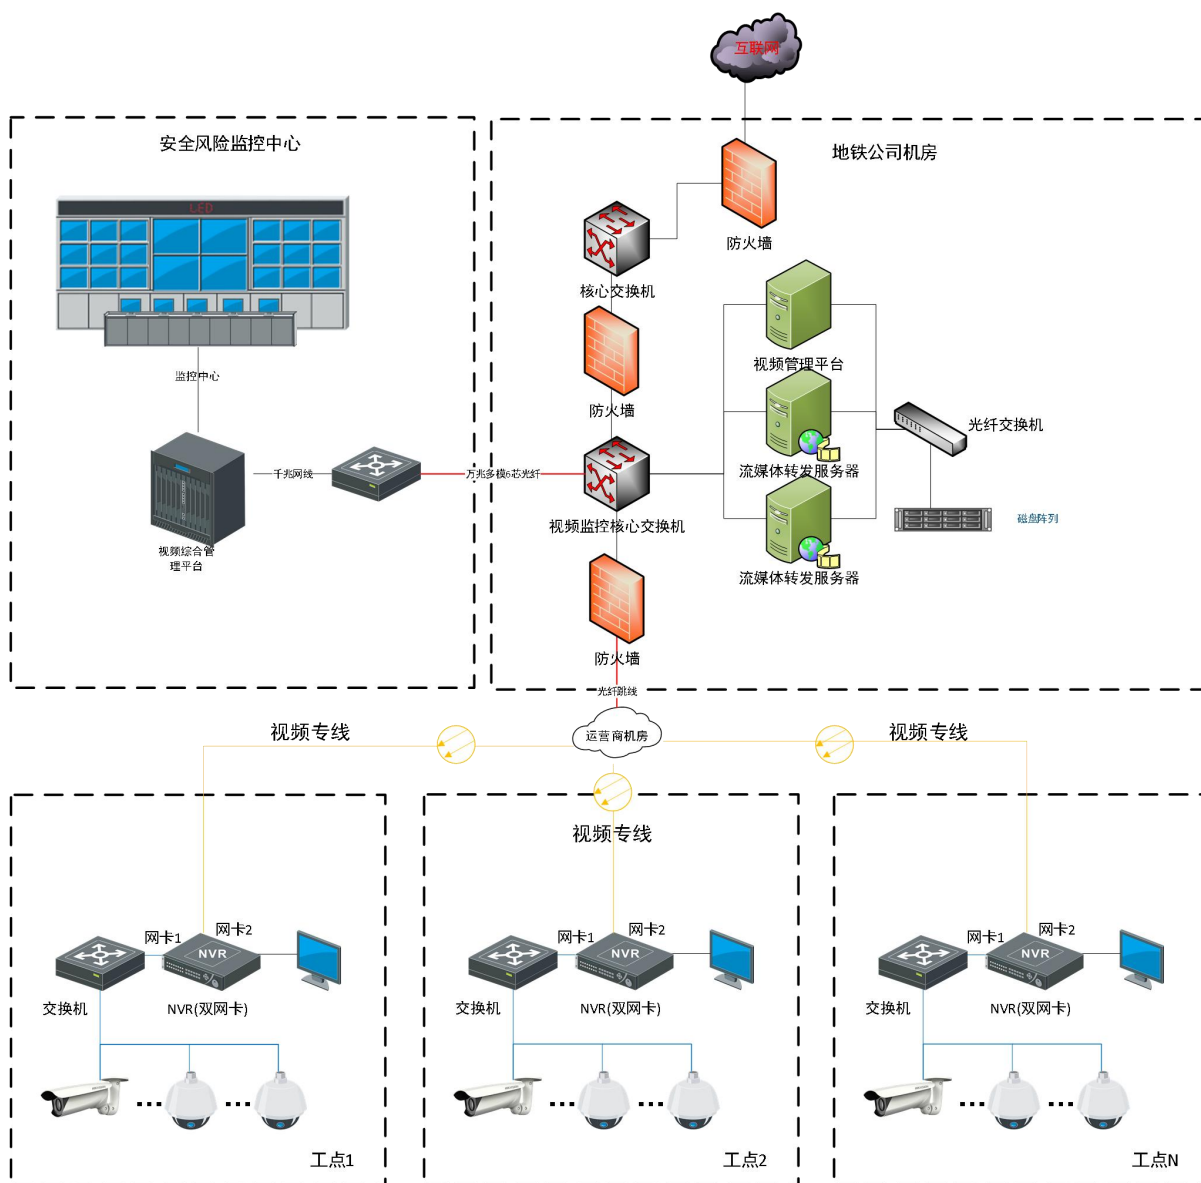 互联网
安全风险监控中心
地铁公司机房
LED
防火墙
核心交换机
监控中心
视频管理平台
防火墙
光纤交换机
千兆网线
万兆多模6芯光纤
流媒体转发服务器
视频监控核心交换机
磁盘阵列
视频综合管
理平台
流媒体转发服务器
防火墙
光纤跳线
视频专线
运营商机房
视频专线
视频专线
网卡1
网卡2
NVR
交换机
NVR(双网卡)
工点1
网卡1
网卡2
NVR
交换机
NVR(双网卡)
工点2
网卡1
网卡2
NVR
交换机
NVR(双网卡)
工点N